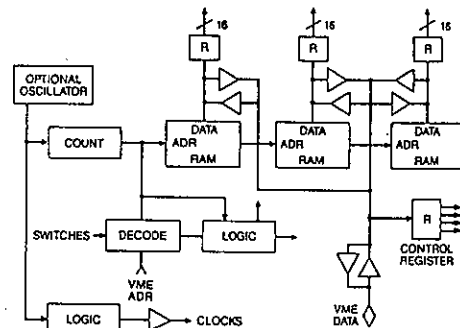 16
16
16
R
R
R
OPTIONAL
OSCILLATOR
COUNT
DATA
ADR
RAM
DATA
ADR
RAM
DATA
ADR
RAM
SWITCHES
DECODE
LOGIC
R
CONTROL
REGISTER
VME
ADR
LOGIC
CLOCKS
VME
DATA